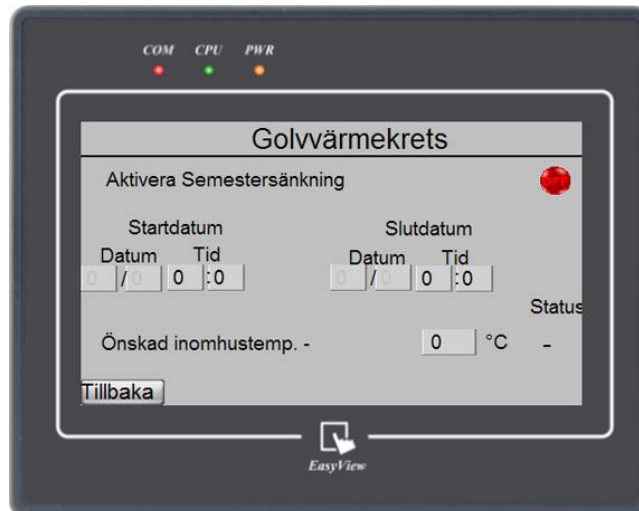 COM CPU PWR
Golvvärmekrets
Aktivera Semestersänkning OFF
Startdatum Slutdatum
Datum Tid Datum Tid
0 / 0 0 : 0 0 / 0 0 : 0
Status
Önskad inomhustemp. - 0 °C -
Tillbaka
EasyView